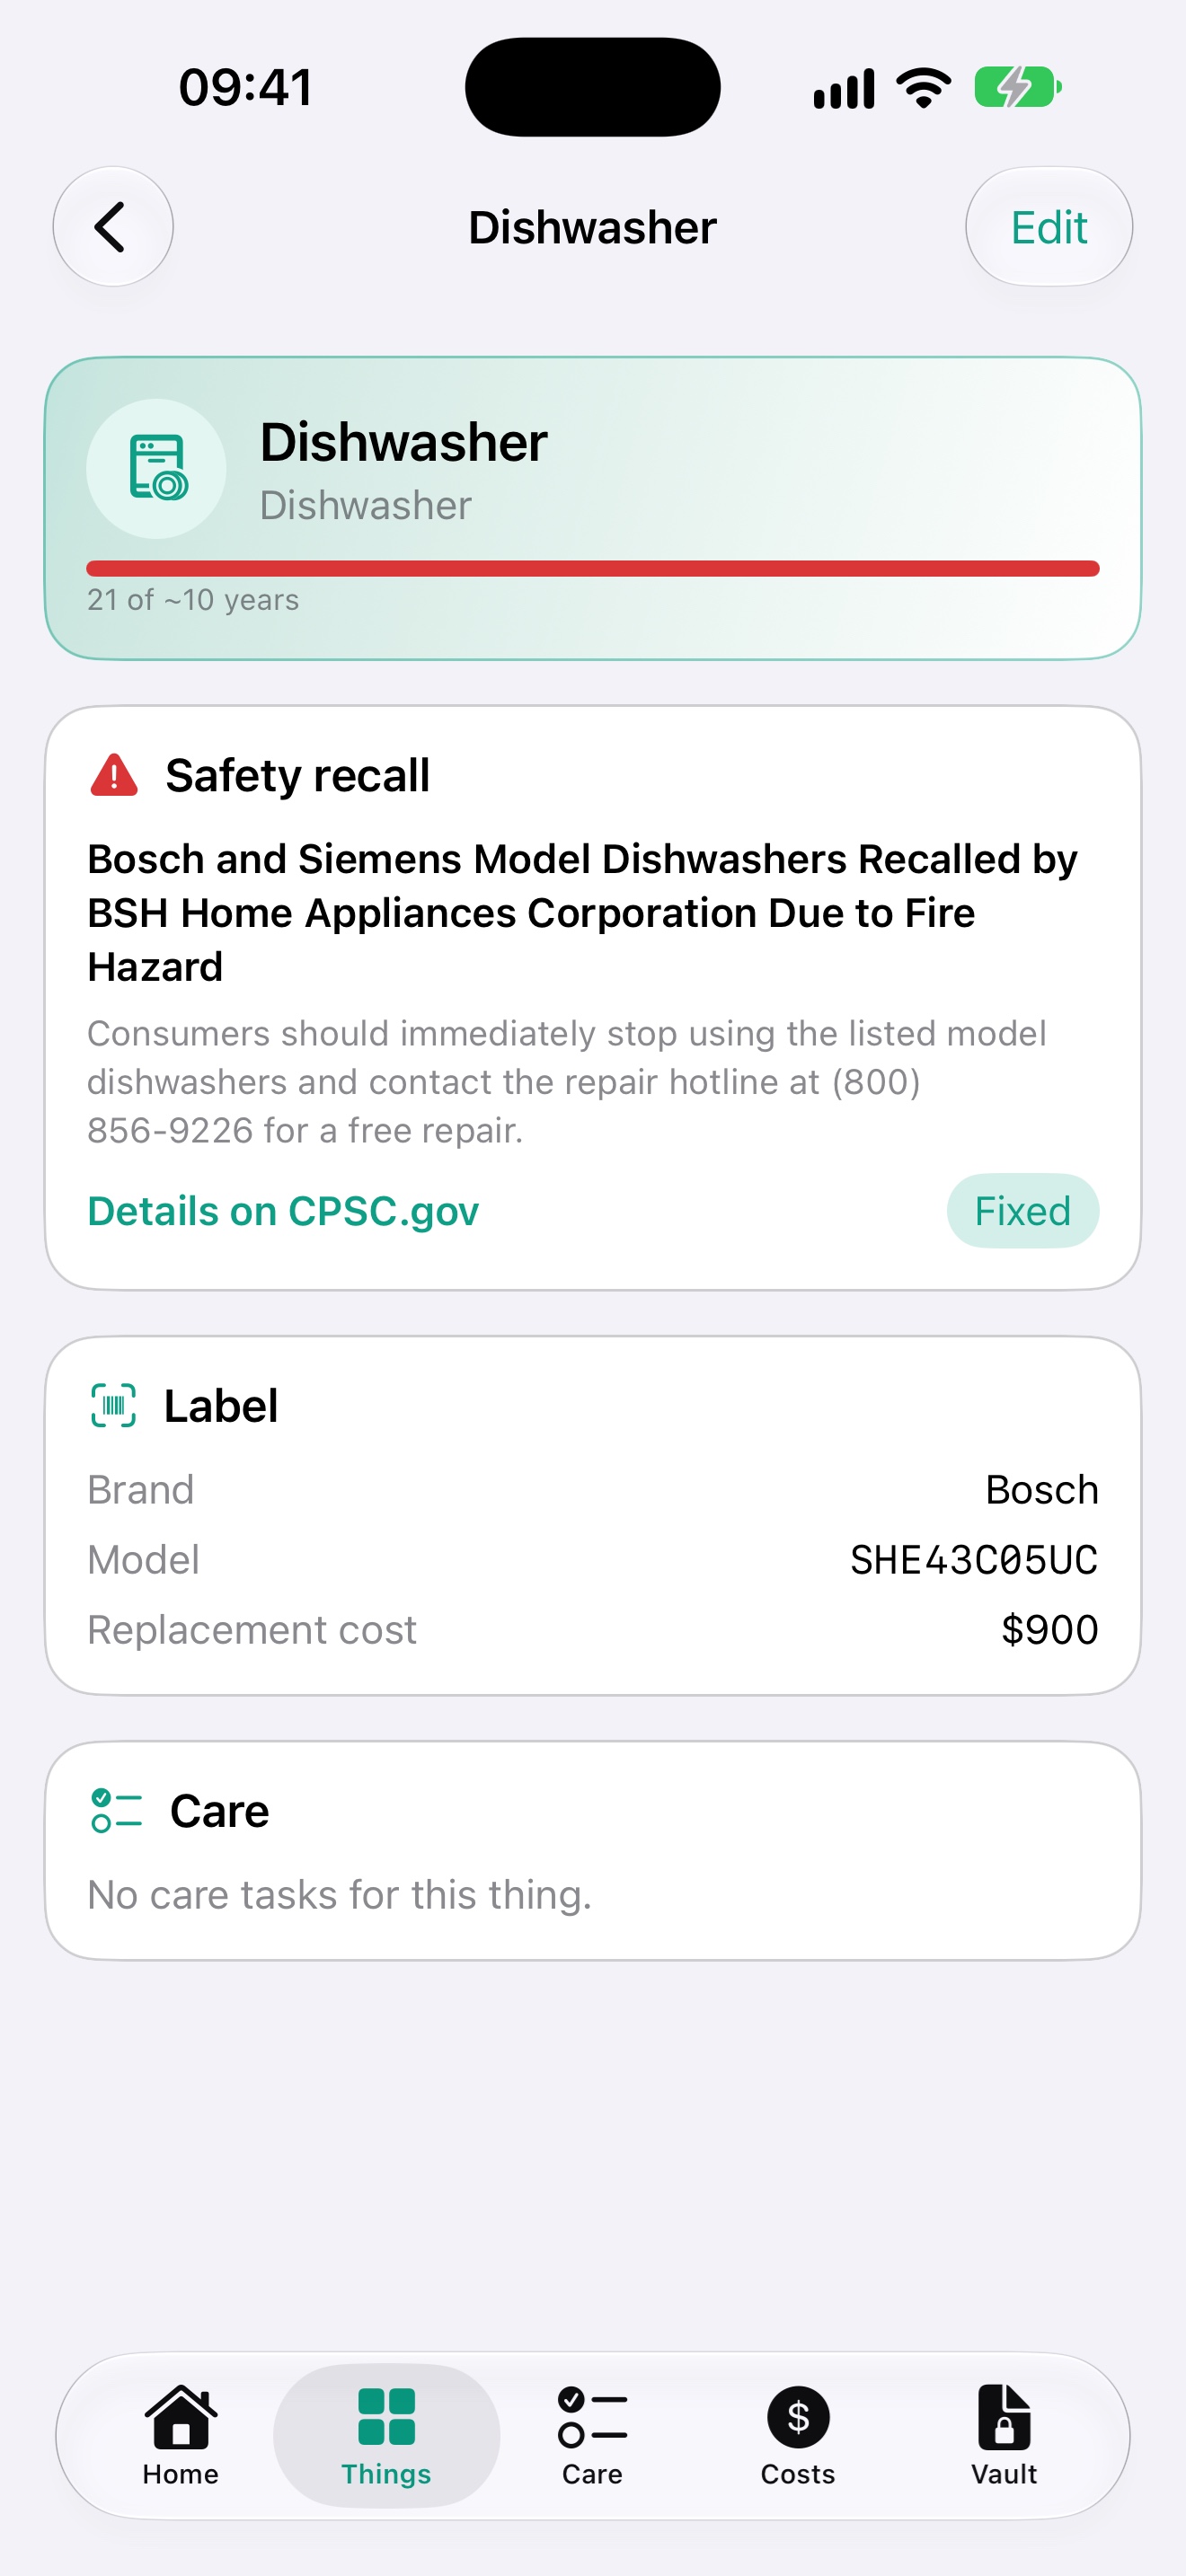 09:41
Dishwasher
Edit
Dishwasher
Dishwasher
21 of ~10 years
Safety recall
Bosch and Siemens Model Dishwashers Recalled by
BSH Home Appliances Corporation Due to Fire
Hazard
Consumers should immediately stop using the listed model
dishwashers and contact the repair hotline at (800)
856-9226 for a free repair.
Details on CPSC.gov
Fixed
Label
Brand Bosch
Model SHE43C05UC
Replacement cost $900
Care
No care tasks for this thing.
Home Things Care Costs Vault